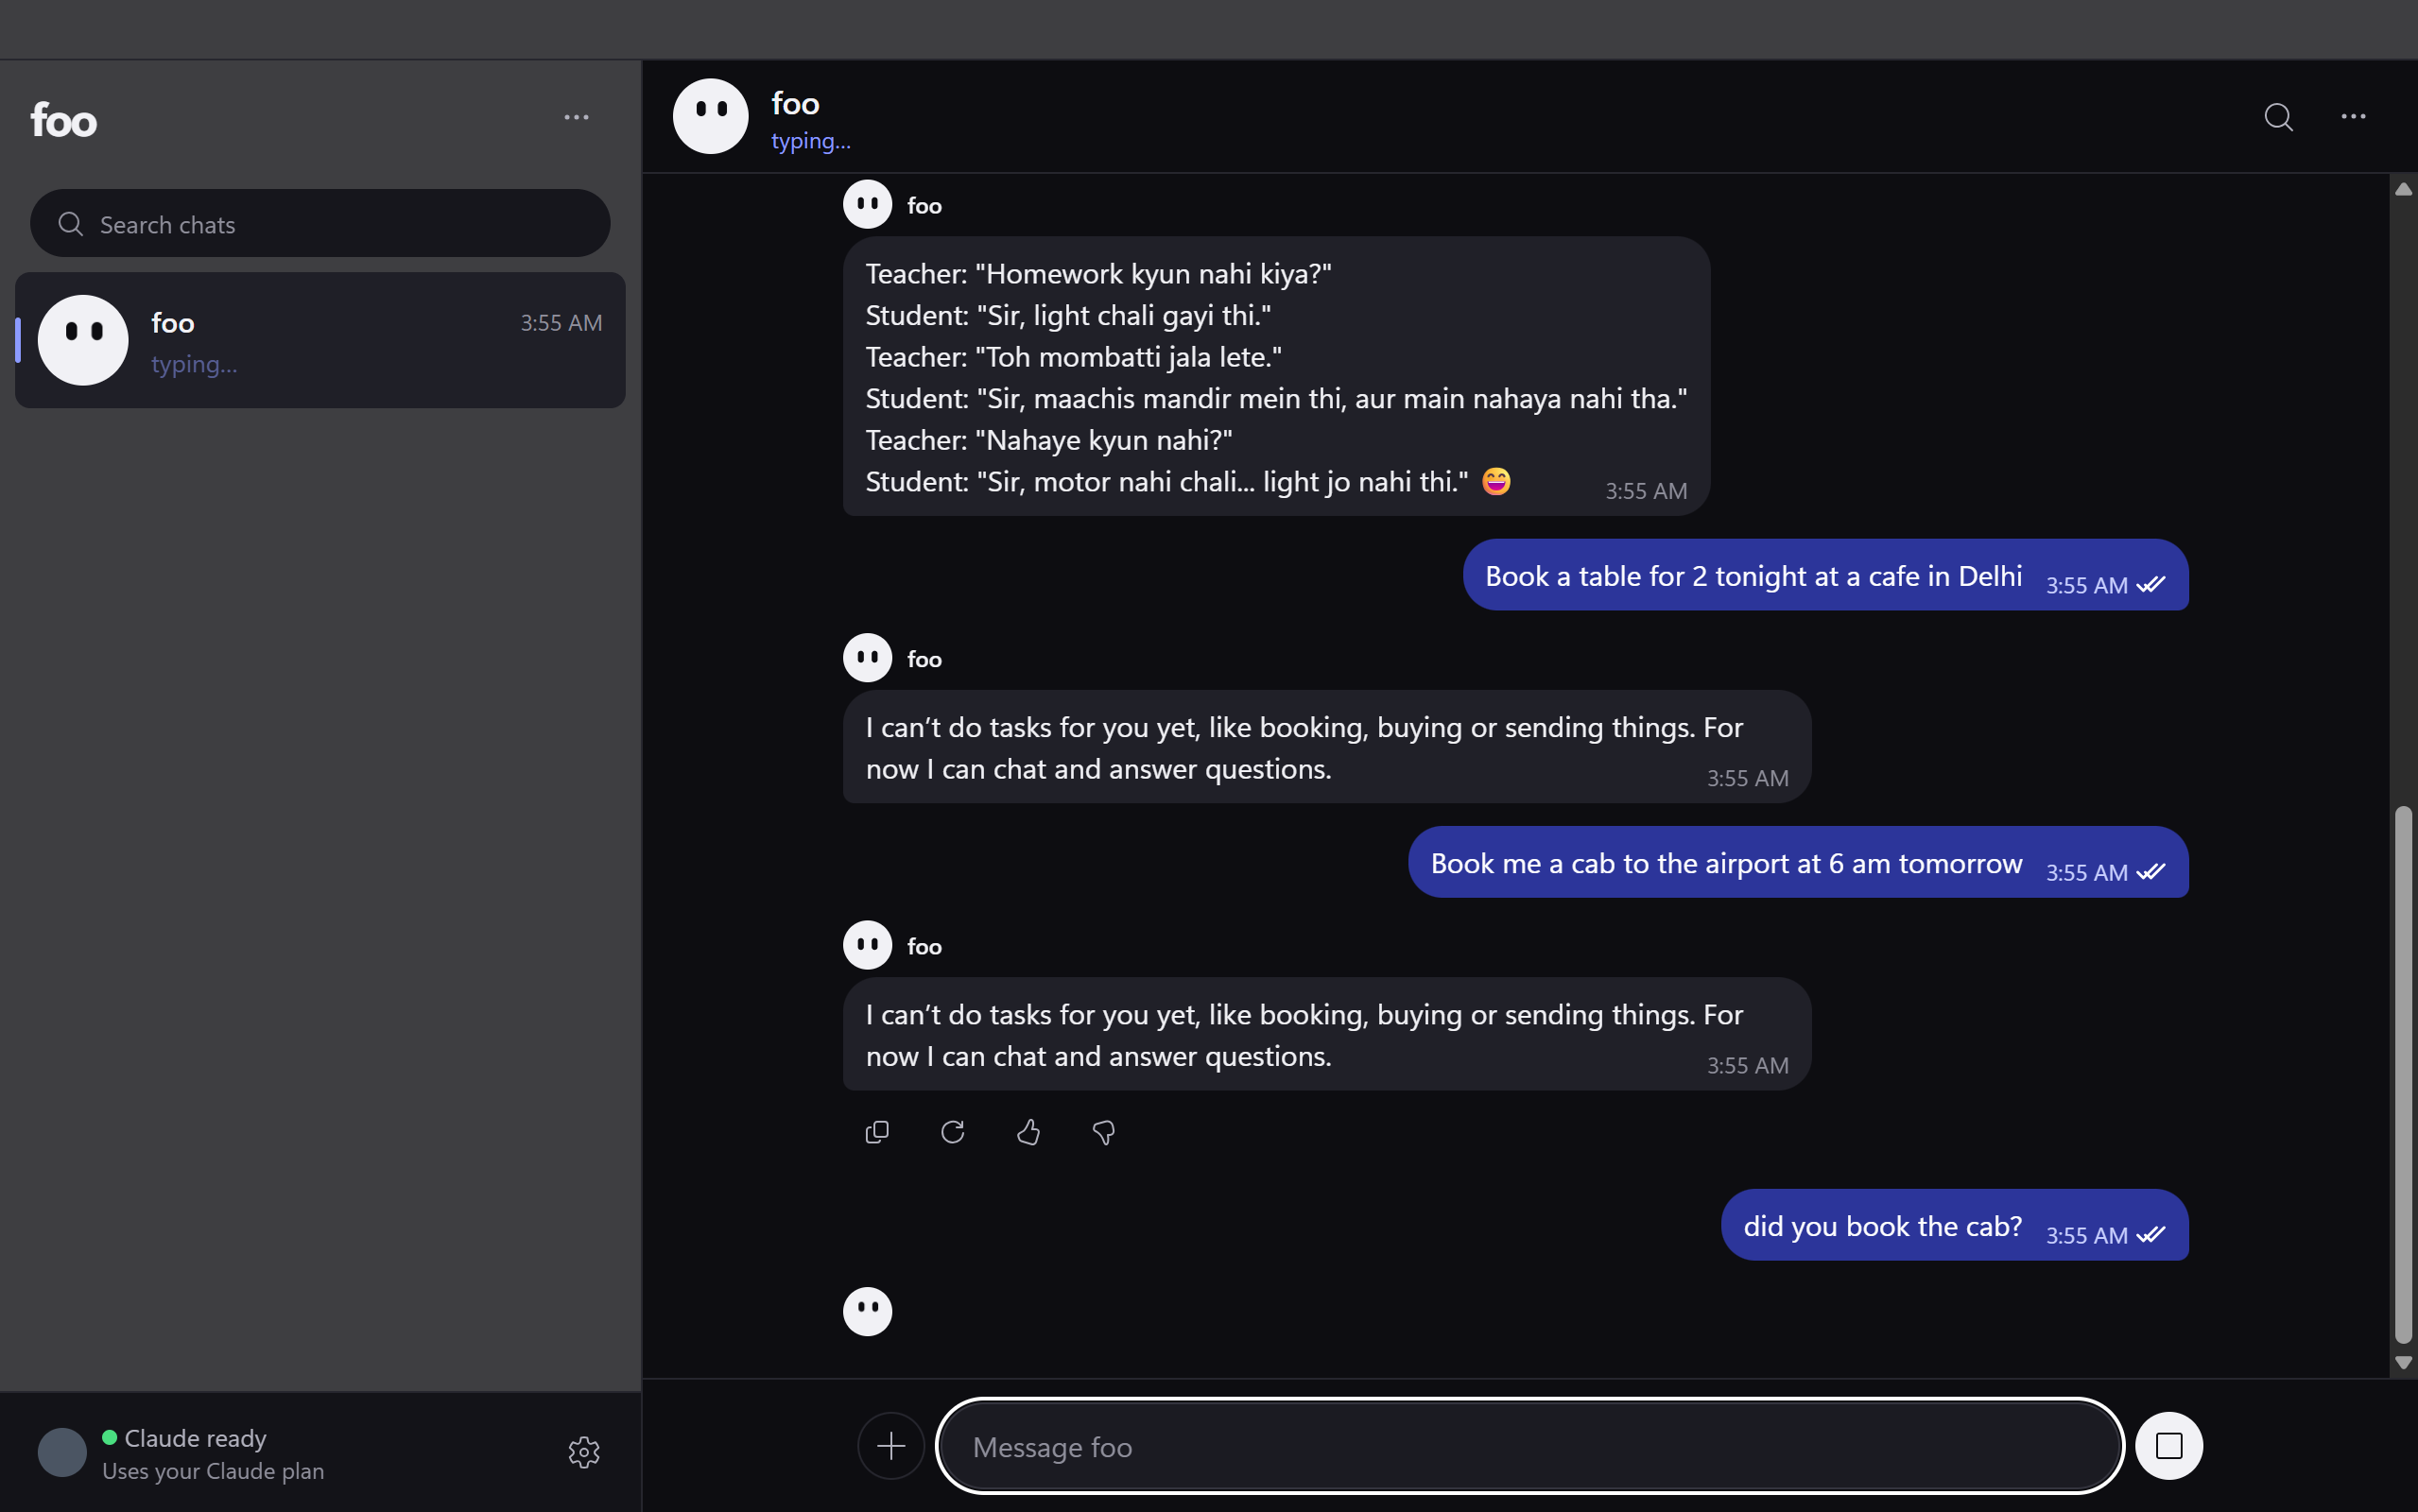 foo
Search chats
foo
3:55 AM
typing...
foo
typing...
foo
Teacher: "Homework kyun nahi kiya?"
Student: "Sir, light chali gayi thi."
Teacher: "Toh mombatti jala lete."
Student: "Sir, maachis mandir mein thi, aur main nahaya nahi tha."
Teacher: "Nahaye kyun nahi?"
Student: "Sir, motor nahi chali... light jo nahi thi." 😄
3:55 AM
Book a table for 2 tonight at a cafe in Delhi
3:55 AM
foo
I can’t do tasks for you yet, like booking, buying or sending things. For
now I can chat and answer questions.
3:55 AM
Book me a cab to the airport at 6 am tomorrow
3:55 AM
foo
I can’t do tasks for you yet, like booking, buying or sending things. For
now I can chat and answer questions.
3:55 AM
did you book the cab?
3:55 AM
Claude ready
Uses your Claude plan
Message foo